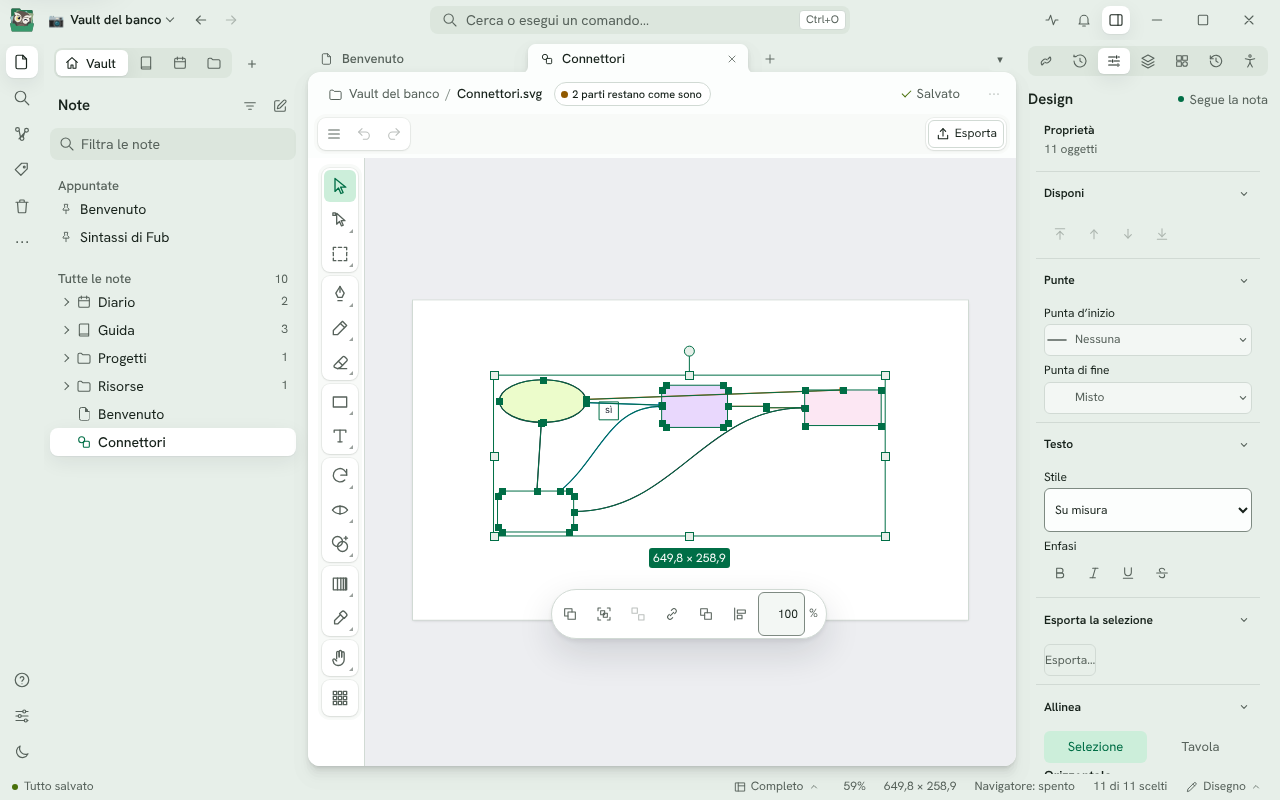 Vault del banco
Cerca o esegui un comando...
Ctrl+O
Vault
Benvenuto
Connettori
Note
Vault del banco / Connettori.svg
2 parti restano come sono
Salvato
Filtra le note
Esporta
Appuntate
Benvenuto
Sintassi di Fub
Tutte le note 10
Diario 2
Guida 3
Progetti 1
Risorse 1
Benvenuto
Connettori
sì
649,8 × 258,9
100 %
Design
Segue la nota
Proprietà
11 oggetti
Disponi
Punte
Punta d'inizio
Nessuna
Punta di fine
Misto
Testo
Stile
Su misura
Enfasi
B I U S
Esporta la selezione
Esporta...
Allinea
Selezione Tavola
Tutto salvato
Completo
59%
649,8 × 258,9
Navigatore: spento
11 di 11 scelti
Disegno